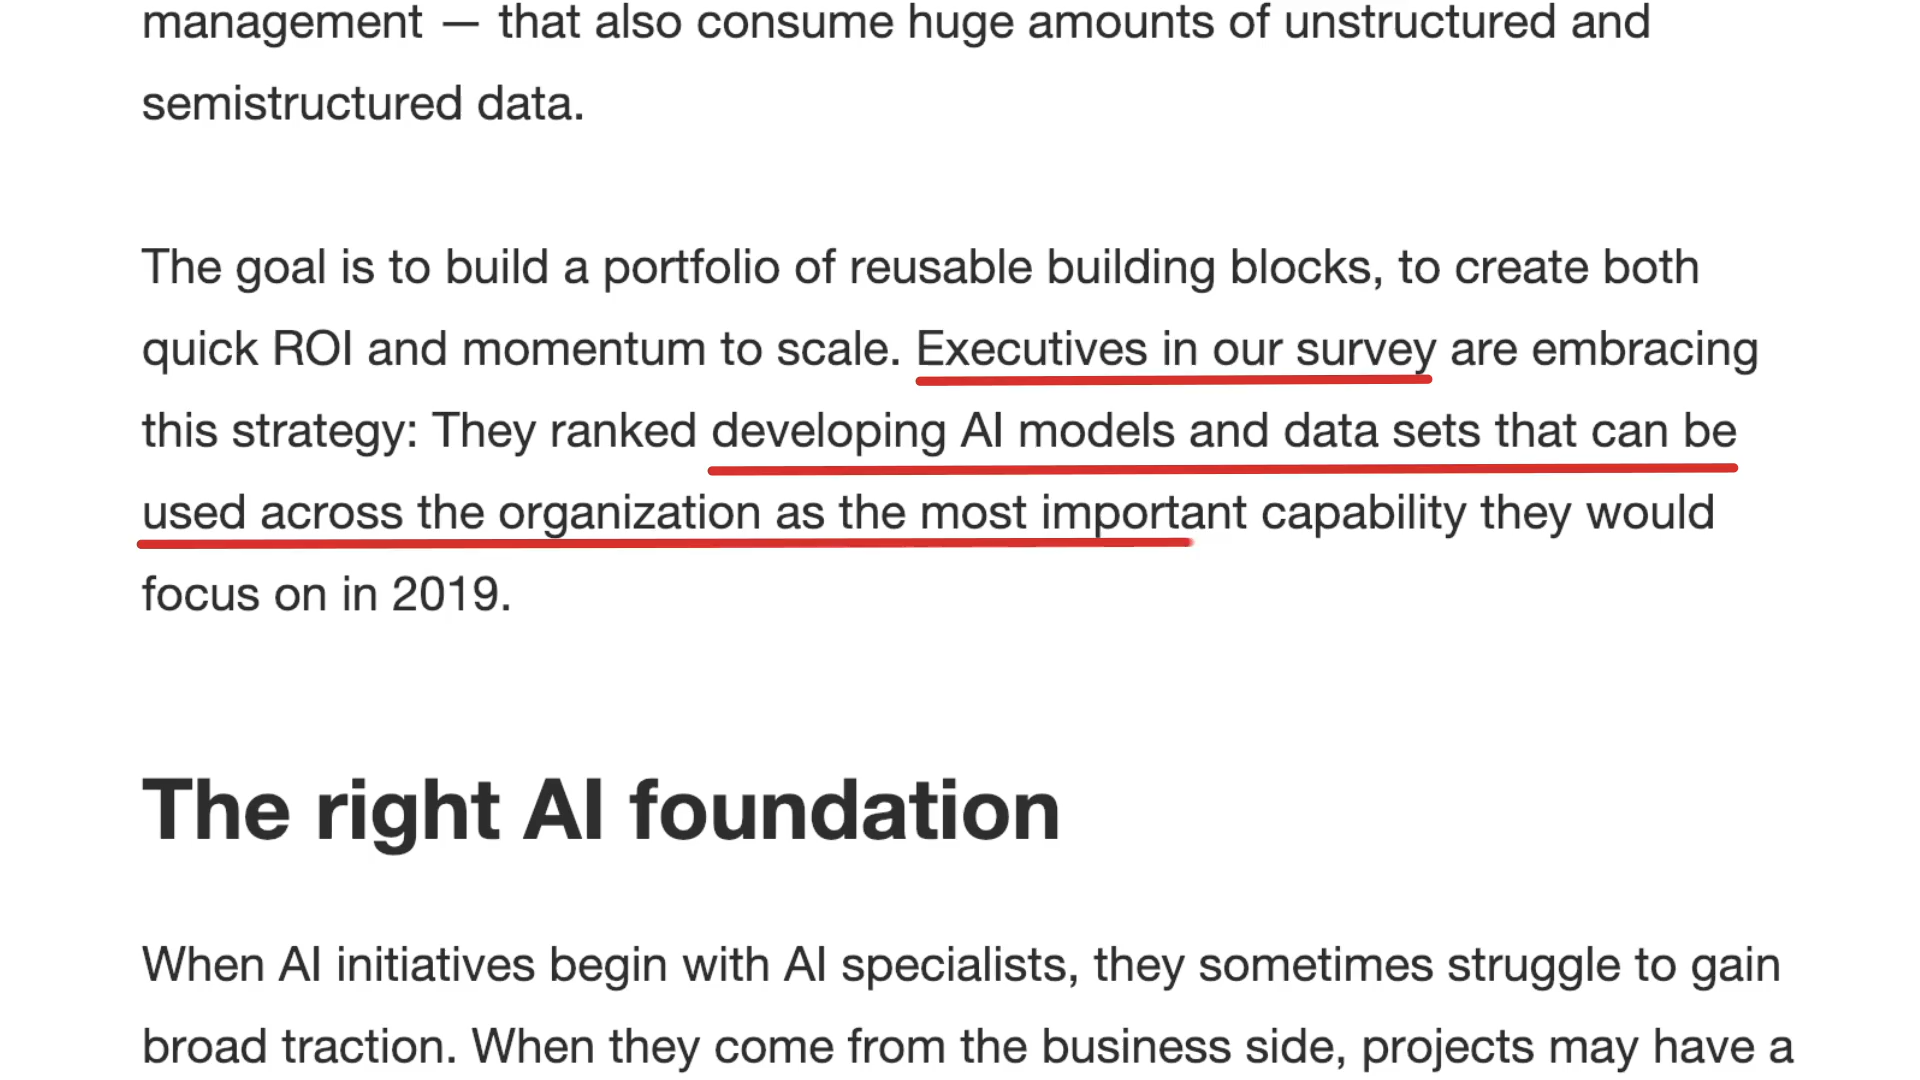 management — that also consume huge amounts of unstructured and
semistructured data.
The goal is to build a portfolio of reusable building blocks, to create both
quick ROI and momentum to scale. Executives in our survey are embracing
this strategy: They ranked developing AI models and data sets that can be
used across the organization as the most important capability they would
focus on in 2019.
The right AI foundation
When AI initiatives begin with AI specialists, they sometimes struggle to gain
broad traction. When they come from the business side, projects may have a